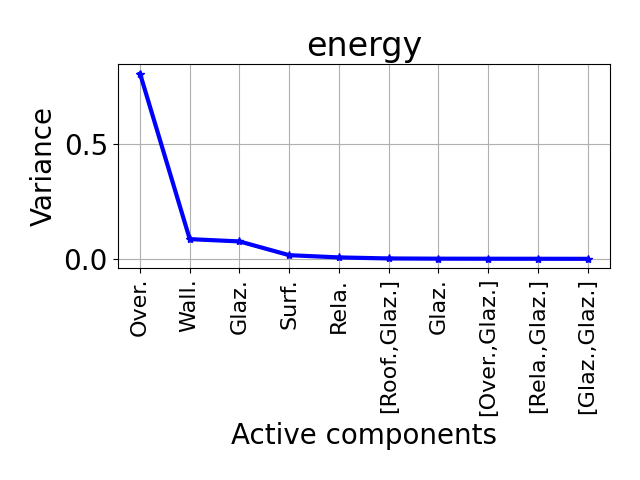 energy
Variance
0.5
0.0
Over.
Wall.
Glaz.
Surf.
Rela.
[Roof.,Glaz.]
Glaz.
[Over.,Glaz.]
[Rela.,Glaz.]
[Glaz.,Glaz.]
Active components